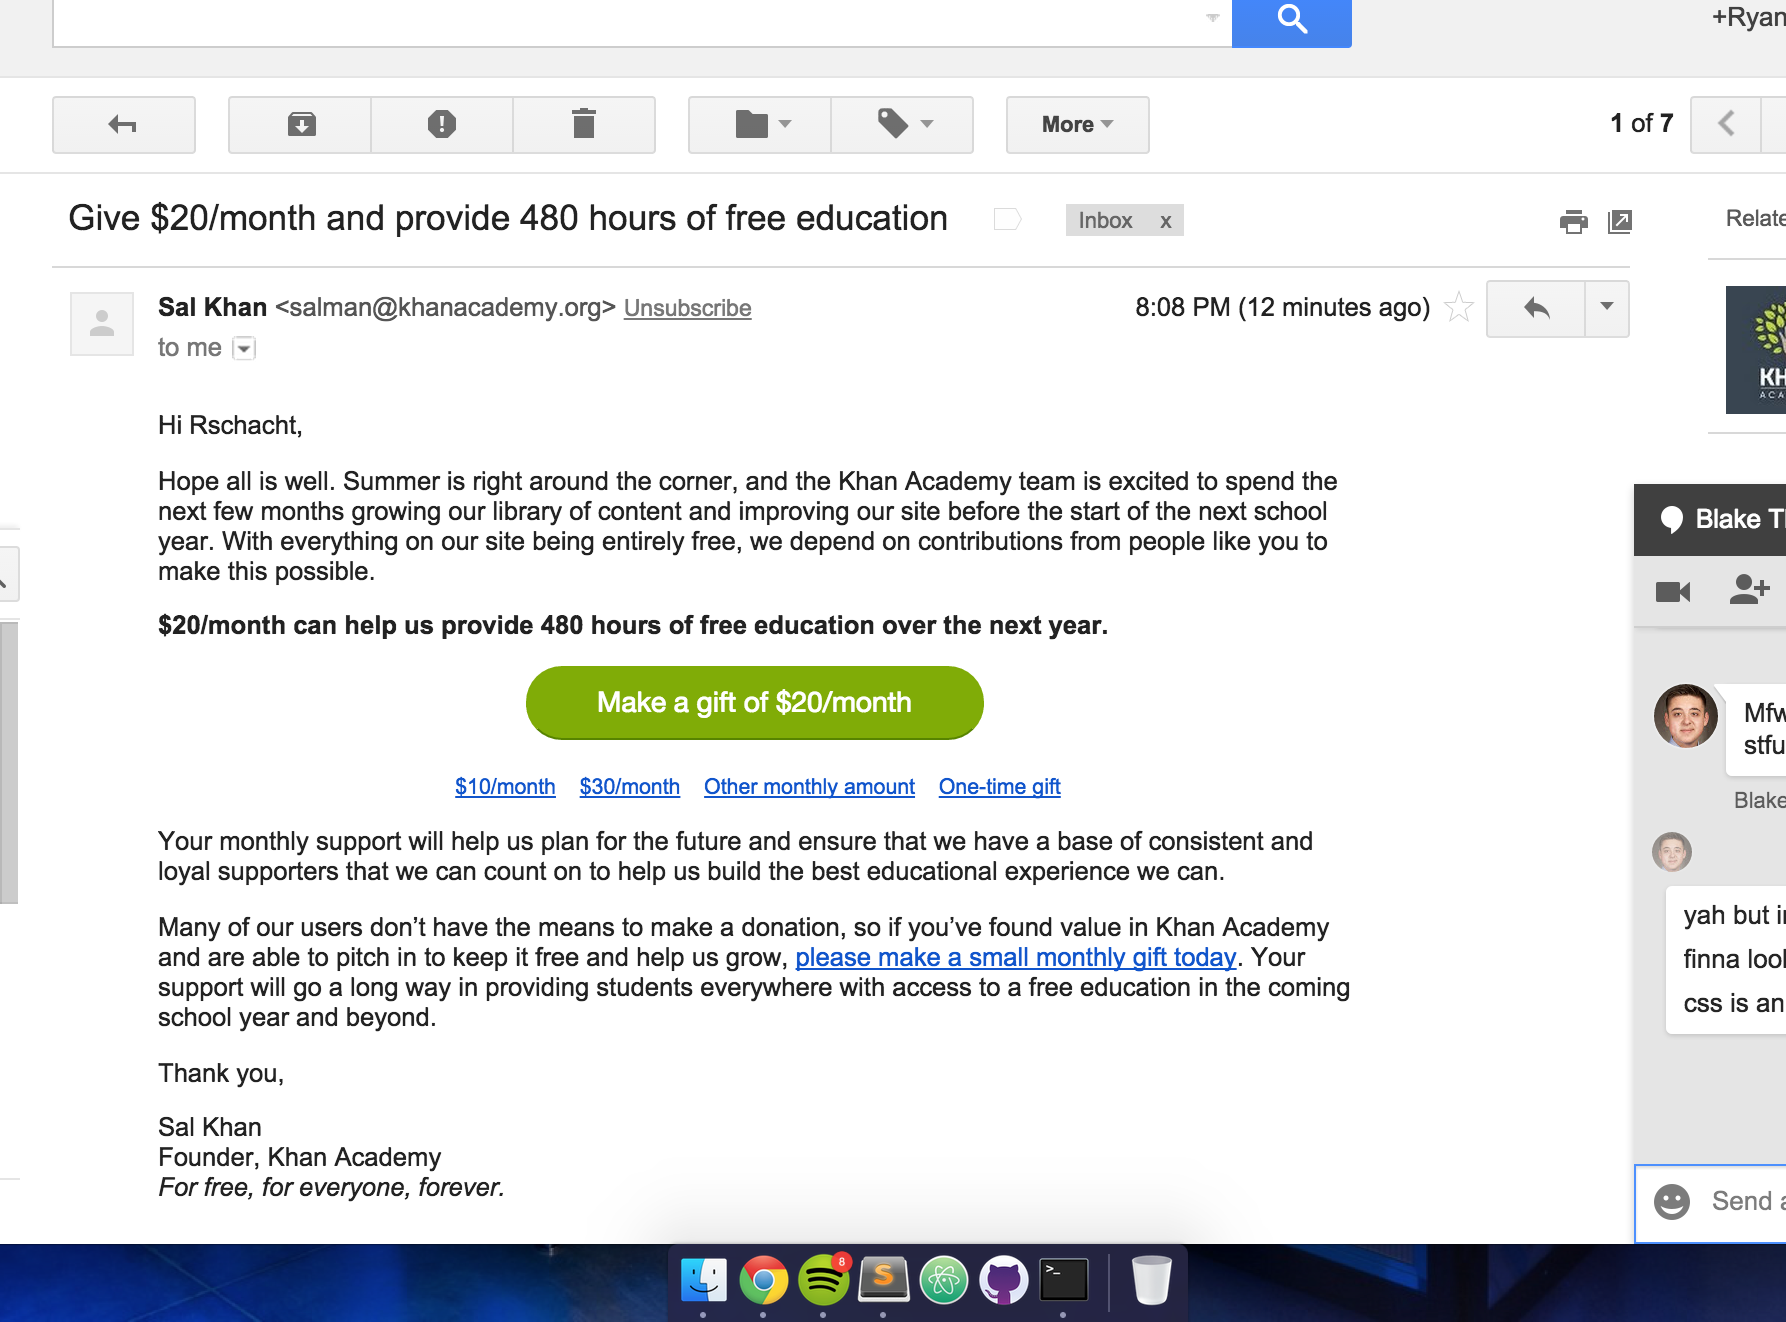 +Ryan
More
1 of 7
Give $20/month and provide 480 hours of free education
Inbox x
Relate
Sal Khan <salman@khanacademy.org> Unsubscribe
8:08 PM (12 minutes ago)
to me
KH
ACA
Hi Rschacht,
Hope all is well. Summer is right around the corner, and the Khan Academy team is excited to spend the
next few months growing our library of content and improving our site before the start of the next school
year. With everything on our site being entirely free, we depend on contributions from people like you to
make this possible.
$20/month can help us provide 480 hours of free education over the next year.
Make a gift of $20/month
$10/month $30/month Other monthly amount One-time gift
Your monthly support will help us plan for the future and ensure that we have a base of consistent and
loyal supporters that we can count on to help us build the best educational experience we can.
Many of our users don’t have the means to make a donation, so if you’ve found value in Khan Academy
and are able to pitch in to keep it free and help us grow, please make a small monthly gift today. Your
support will go a long way in providing students everywhere with access to a free education in the coming
school year and beyond.
Thank you,
Sal Khan
Founder, Khan Academy
For free, for everyone, forever.
Blake T
Mfw
stfu
Blake
yah but i
finna look
css is an
Send a
8
S
>_